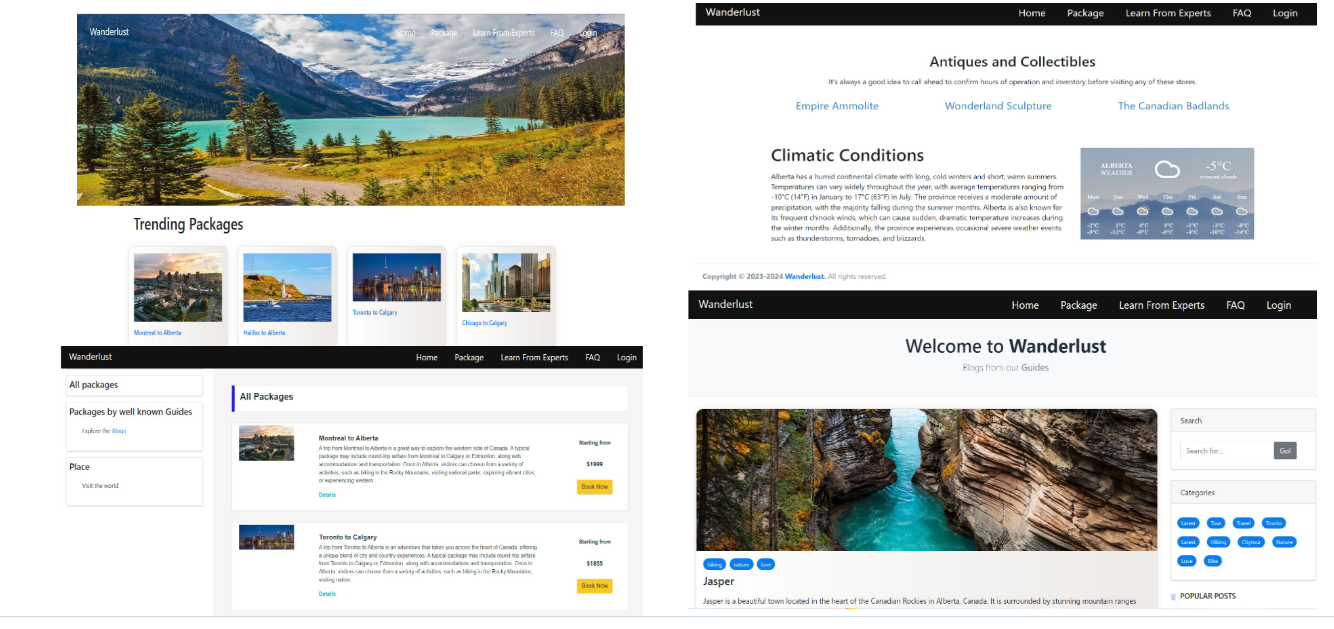 Wanderlust
Home Package Learn From Experts FAQ Login
Trending Packages
Montreal to Alberta
Halifax to Alberta
Toronto to Calgary
Chicago to Calgary
Wanderlust
Home Package Learn From Experts FAQ Login
All packages
Packages by well known Guides
Explore the Blogs
Place
Visit the world
All Packages
Montreal to Alberta
A trip from Montreal to Alberta is a great way to explore the western side of Canada. A typical
package may include round-trip airfare from Montreal to Calgary or Edmonton, along with
accommodations and transportation. Once in Alberta, visitors can choose from a variety of
activities, such as hiking in the Rocky Mountains, visiting national parks, exploring vibrant cities,
or experiencing western
Details
Starting from
$1999
Book Now
Toronto to Calgary
A trip from Toronto to Alberta is an adventure that takes you across the heart of Canada, offering
a unique blend of city and country experiences. A typical package may include round-trip airfare
from Toronto to Calgary or Edmonton, along with accommodations and transportation. Once in
Alberta, visitors can choose from a variety of activities, such as hiking in the Rocky Mountains,
visiting nation
Details
Starting from
$1855
Book Now
Wanderlust
Home Package Learn From Experts FAQ Login
Antiques and Collectibles
It's always a good idea to call ahead to confirm hours of operation and inventory before visiting any of these stores.
Empire Ammolite Wonderland Sculpture The Canadian Badlands
Climatic Conditions
Alberta has a humid continental climate with long, cold winters and short, warm summers.
Temperatures can vary widely throughout the year, with average temperatures ranging from
-10°C (14°F) in January to 17°C (63°F) in July. The province receives a moderate amount of
precipitation, with the majority falling during the summer months. Alberta is also known for
its frequent chinook winds, which can cause sudden, dramatic temperature increases during
the winter months. Additionally, the province experiences occasional severe weather events
such as thunderstorms, tornadoes, and blizzards.
ALBERTA
WEATHER
-5°C
overcast clouds
Mon Tue Wed Thu Fri Sat Sun
-2°C 1°C 4°C 4°C 1°C -3°C -8°C
-9°C -12°C -8°C -6°C -4°C -10°C -14°C
Copyright © 2023-2024 Wanderlust. All rights reserved.
Wanderlust
Home Package Learn From Experts FAQ Login
Welcome to Wanderlust
Blogs from our Guides
hiking nature love
Jasper
Jasper is a beautiful town located in the heart of the Canadian Rockies in Alberta, Canada. It is surrounded by stunning mountain ranges
Search
Search for...
Go!
Categories
Latest Tour Travel Tourist
Latest Hiking Citytour Nature
Love Bike
POPULAR POSTS